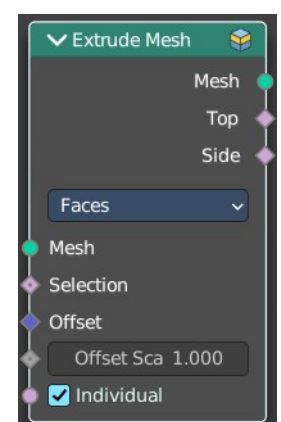 Extrude Mesh
Mesh
Top
Side
Faces
Mesh
Selection
Offset
Offset Sca 1.000
Individual